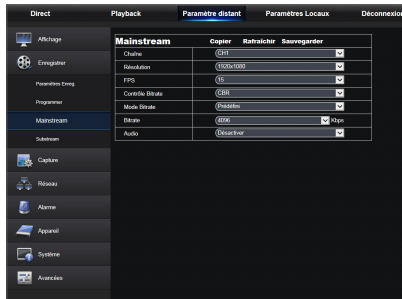 Direct Playback Paramètre distant Paramètres Locaux Déconnexio
Affichage
Enregistrer
Paramètres Enreg.
Programmer
Mainstream
Substream
Capture
Réseau
Alarme
Appareil
Système
Avancées
Mainstream Copier Rafraîchir Sauvegarder
Chaîne CH1
Résolution 1920x1080
FPS 15
Contrôle Bitrate CBR
Mode Bitrate Prédéfini
Bitrate 4096 Kbps
Audio Désactiver